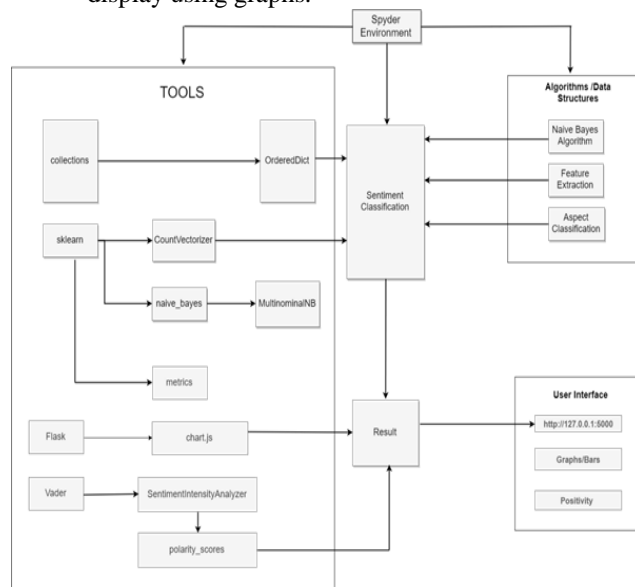 display using graphs.
Spyder
Environment
TOOLS
collections
OrderedDict
sklearn
CountVectorizer
naive_bayes
MultinominalNB
metrics
Flask
chart.js
Vader
SentimentIntensityAnalyzer
polarity_scores
Sentiment
Classification
Result
Algorithms /Data
Structures
Naive Bayes
Algorithm
Feature
Extraction
Aspect
Classification
User Interface
http://127.0.0.1:5000
Graphs/Bars
Positivity